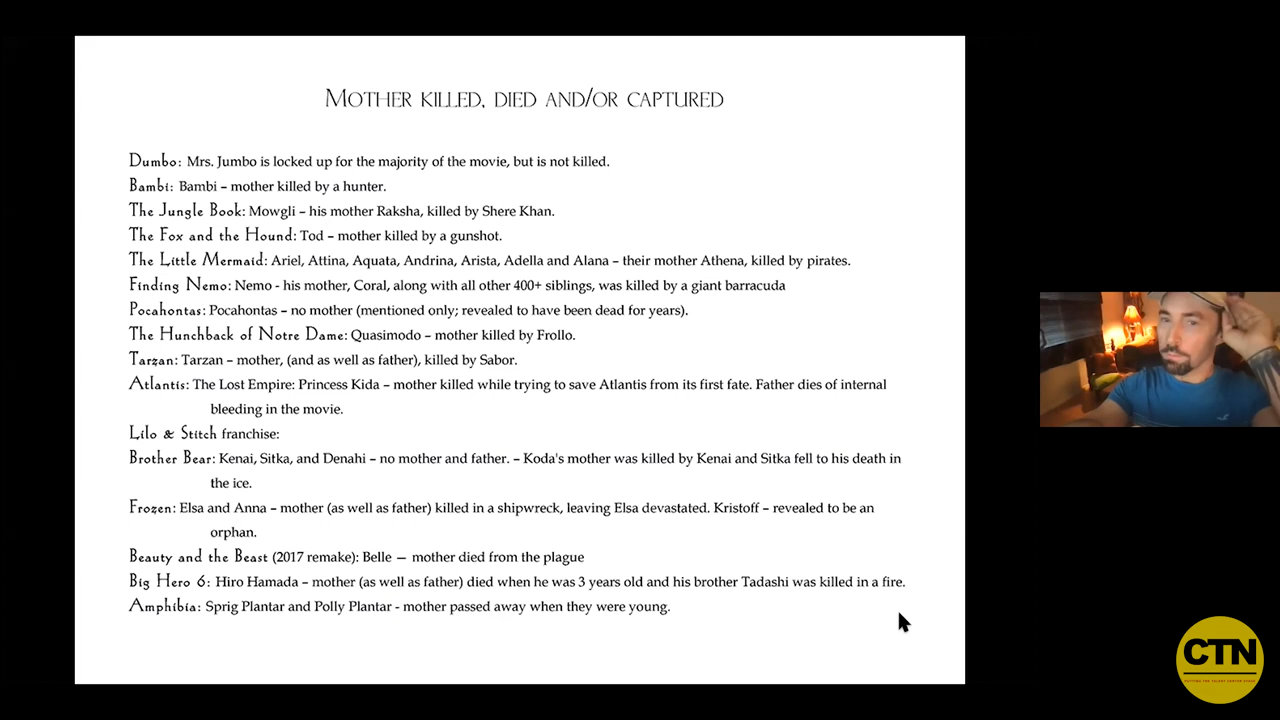 Mother killed, died and/or captured
Dumbo: Mrs. Jumbo is locked up for the majority of the movie, but is not killed.
Bambi: Bambi – mother killed by a hunter.
The Jungle Book: Mowgli – his mother Raksha, killed by Shere Khan.
The Fox and the Hound: Tod – mother killed by a gunshot.
The Little Mermaid: Ariel, Attina, Aquata, Andrina, Arista, Adella and Alana – their mother Athena, killed by pirates.
Finding Nemo: Nemo - his mother, Coral, along with all other 400+ siblings, was killed by a giant barracuda
Pocahontas: Pocahontas – no mother (mentioned only; revealed to have been dead for years).
The Hunchback of Notre Dame: Quasimodo – mother killed by Frollo.
Tarzan: Tarzan – mother, (and as well as father), killed by Sabor.
Atlantis: The Lost Empire: Princess Kida – mother killed while trying to save Atlantis from its first fate. Father dies of internal
bleeding in the movie.
Lilo & Stitch franchise:
Brother Bear: Kenai, Sitka, and Denahi – no mother and father. – Koda's mother was killed by Kenai and Sitka fell to his death in
the ice.
Frozen: Elsa and Anna – mother (as well as father) killed in a shipwreck, leaving Elsa devastated. Kristoff – revealed to be an
orphan.
Beauty and the Beast (2017 remake): Belle — mother died from the plague
Big Hero 6: Hiro Hamada – mother (as well as father) died when he was 3 years old and his brother Tadashi was killed in a fire.
Amphibia: Sprig Plantar and Polly Plantar - mother passed away when they were young.
CTN